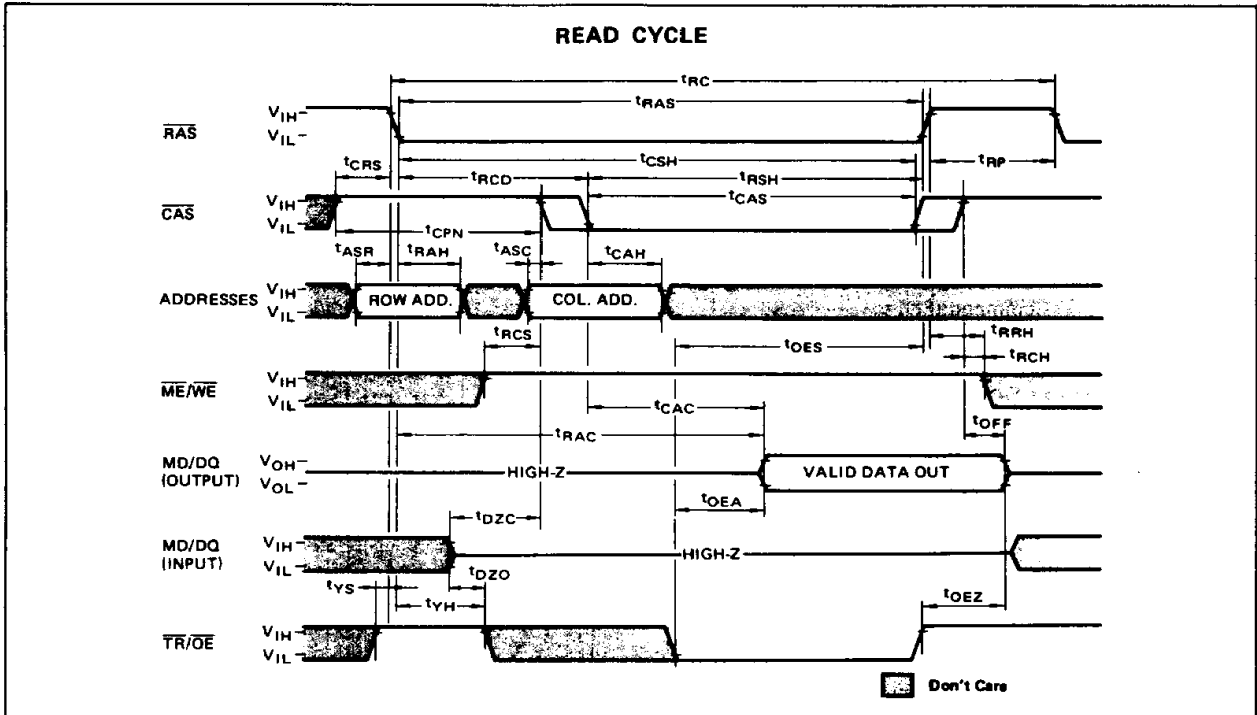 READ CYCLE
tRC
tRAS
RAS
VIH
VIL
tCRS
tCSH
tRP
tRCD
tRSH
CAS
VIH
VIL
tCAS
tCPN
tASR
tRAH
tASC
tCAH
ADDRESSES
VIH
VIL
ROW ADD.
COL. ADD.
tRCS
tOES
tRRH
tRCH
ME/WE
VIH
VIL
tCAC
tRAC
tOFF
MD/DQ
(OUTPUT)
VOH
VOL
HIGH-Z
VALID DATA OUT
tOEA
tDZC
MD/DQ
(INPUT)
VIH
VIL
HIGH-Z
tYS
tDZO
tYH
tOEZ
TR/OE
VIH
VIL
Don't Care